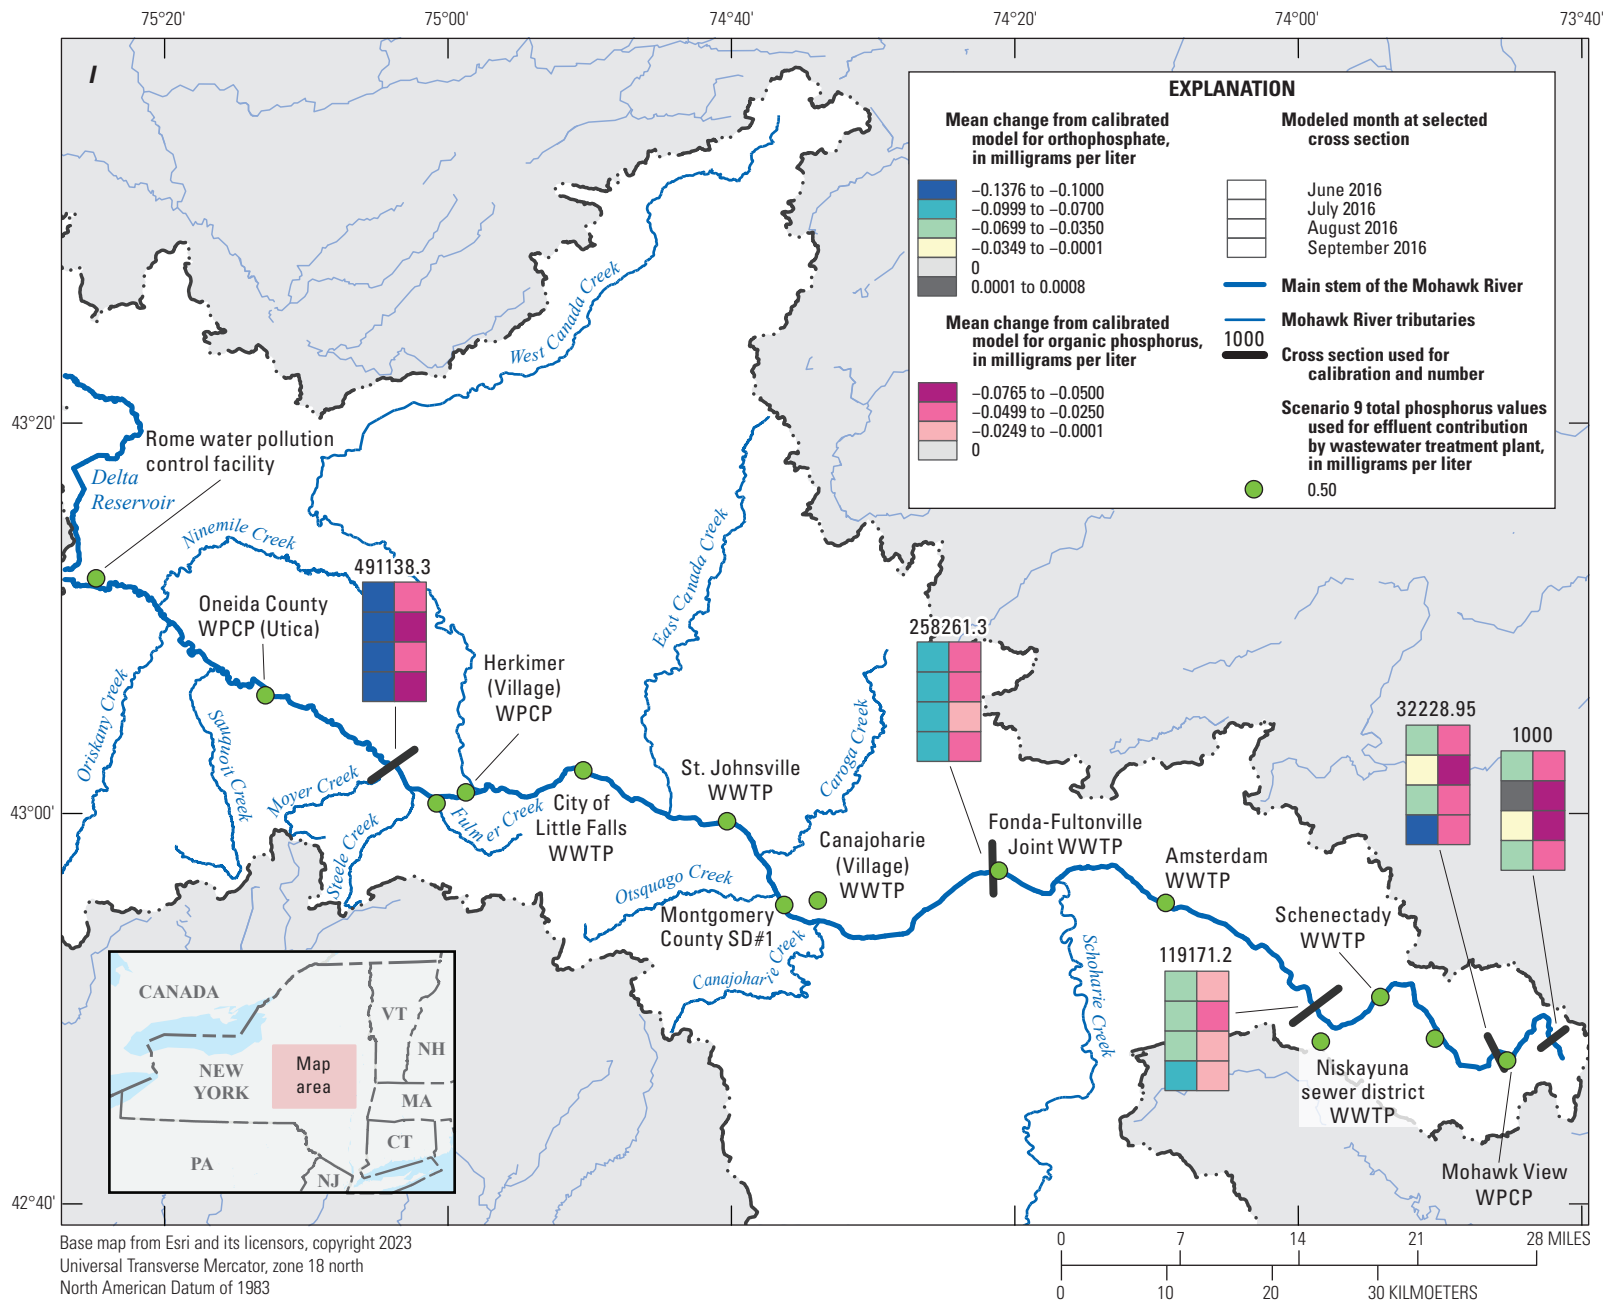 75°20'
75°00'
74°40'
74°20'
74°00'
73°40'
I
EXPLANATION
Mean change from calibrated
model for orthophosphate,
in milligrams per liter
−0.1376 to −0.1000
−0.0999 to −0.0700
−0.0699 to −0.0350
−0.0349 to −0.0001
0
0.0001 to 0.0008
Mean change from calibrated
model for organic phosphorus,
in milligrams per liter
−0.0765 to −0.0500
−0.0499 to −0.0250
−0.0249 to −0.0001
0
Modeled month at selected
cross section
June 2016
July 2016
August 2016
September 2016
Main stem of the Mohawk River
Mohawk River tributaries
1000
Cross section used for
calibration and number
Scenario 9 total phosphorus values
used for effluent contribution
by wastewater treatment plant,
in milligrams per liter
0.50
43°20'
43°00'
42°40'
West Canada Creek
Rome water pollution
control facility
Delta
Reservoir
Ninemile Creek
491138.3
Oneida County
WPCP (Utica)
East Canada Creek
258261.3
Herkimer
(Village)
WPCP
Oriskany Creek
Sauquoit Creek
Moyer Creek
Steele Creek
Fulmer Creek
City of
Little Falls
WWTP
St. Johnsville
WWTP
Caroga Creek
Canajoharie
(Village)
WWTP
Fonda-Fultonville
Joint WWTP
Amsterdam
WWTP
32228.95
1000
Otsquago Creek
Montgomery
County SD#1
Canajoharie Creek
Schoharie Creek
119171.2
Schenectady
WWTP
Niskayuna
sewer district
WWTP
Mohawk View
WPCP
CANADA
NEW
YORK
Map
area
VT
NH
MA
CT
PA
NJ
Base map from Esri and its licensors, copyright 2023
Universal Transverse Mercator, zone 18 north
North American Datum of 1983
0
7
14
21
28 MILES
0
10
20
30 KILMOETERS